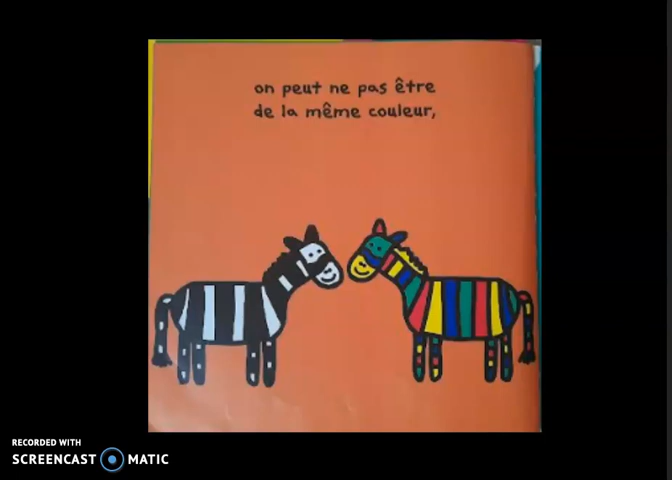 on peut ne pas être
de la même couleur,
RECORDED WITH
SCREENCAST MATIC